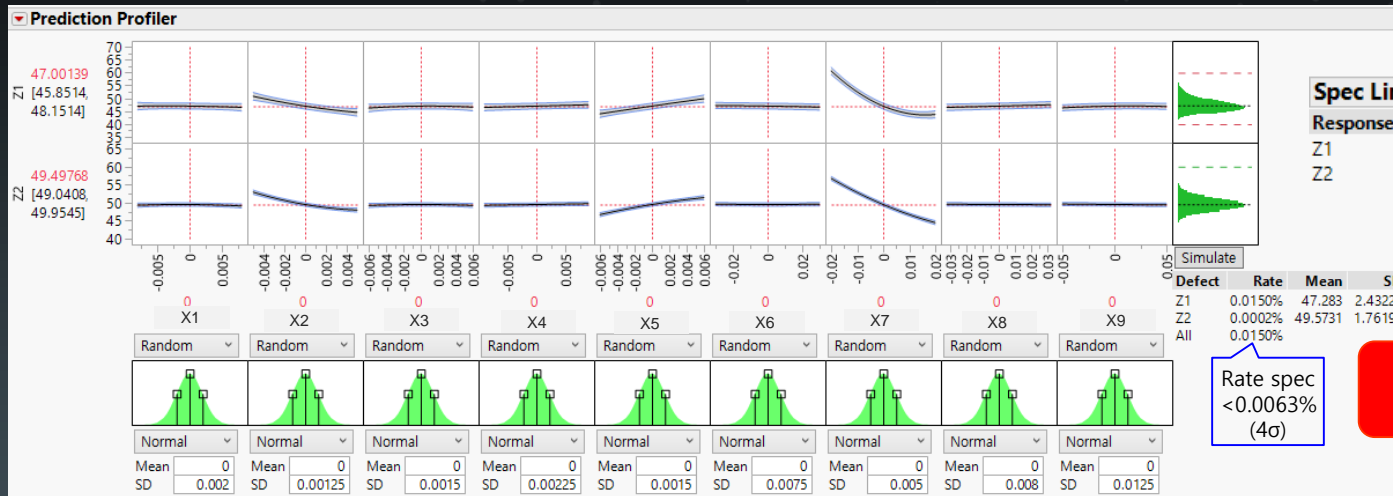 Prediction Profiler
Z1
47.00139
[45.8514,
48.1514]
70
65
60
55
50
45
40
35
Z2
49.49768
[49.0408,
49.9545]
65
60
55
50
45
40
-0.005 0 0.005
-0.004 -0.002 0 0.002 0.004
-0.006 -0.004 -0.002 0 0.002 0.004 0.006
-0.005 0 0.005
-0.006 -0.004 -0.002 0 0.002 0.004 0.006
-0.02 0 0.02
-0.02 -0.01 0 0.01 0.02
-0.03 -0.02 -0.01 0 0.01 0.02 0.03
-0.05 0 0.05
0 0 0 0 0 0 0 0 0
X1 X2 X3 X4 X5 X6 X7 X8 X9
Random Random Random Random Random Random Random Random Random
Normal Normal Normal Normal Normal Normal Normal Normal Normal
Mean 0 Mean 0 Mean 0 Mean 0 Mean 0 Mean 0 Mean 0 Mean 0 Mean 0
SD 0.002 SD 0.00125 SD 0.0015 SD 0.00225 SD 0.0015 SD 0.0075 SD 0.005 SD 0.008 SD 0.0125
Simulate
Defect Rate Mean S
Z1 0.0150% 47.283 2.4322
Z2 0.0002% 49.5731 1.7619
All 0.0150%
Rate spec
<0.0063%
(4σ)
Spec Li
Response
Z1
Z2